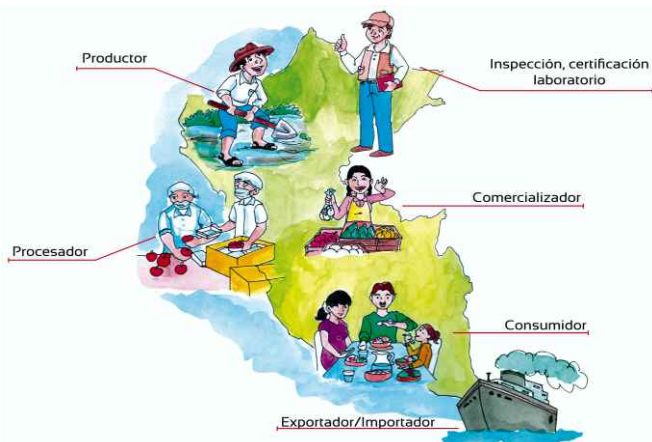 Productor
Inspección, certificación
laboratorio
Comercializador
Procesador
Consumidor
Exportador/Importador